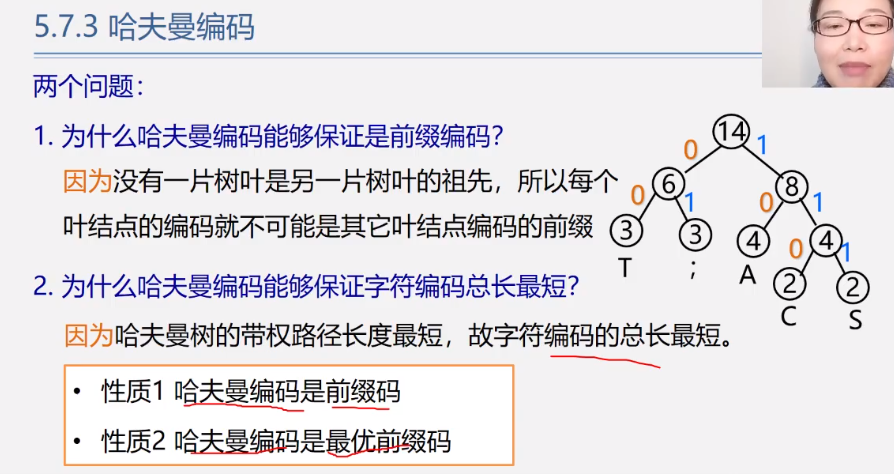 5.7.3 哈夫曼编码
两个问题：
1. 为什么哈夫曼编码能够保证是前缀编码？
因为没有一片树叶是另一片树叶的祖先，所以每个
叶结点的编码就不可能是其它叶结点编码的前缀
2. 为什么哈夫曼编码能够保证字符编码总长最短？
因为哈夫曼树的带权路径长度最短，故字符编码的总长最短。
• 性质1 哈夫曼编码是前缀码
• 性质2 哈夫曼编码是最优前缀码
14
0 1
6 8
0 1 0 1
3 3 4 4
T ; A 0 1
2 2
C S